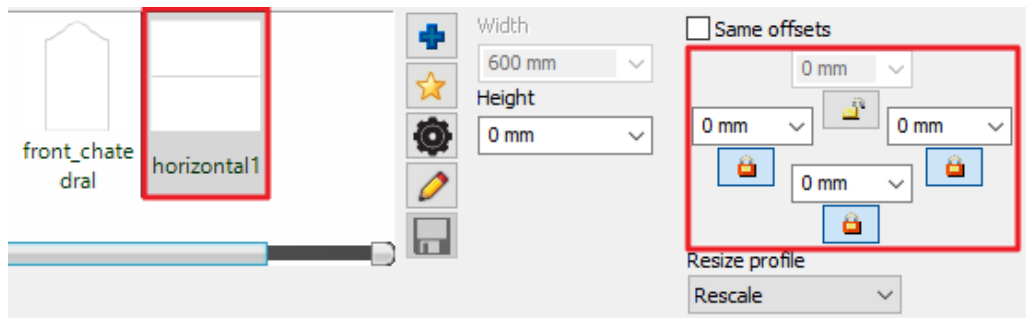 front_chate
dral
horizontal1
Width
600 mm
Height
0 mm
Same offsets
0 mm
0 mm
0 mm
0 mm
Resize profile
Rescale